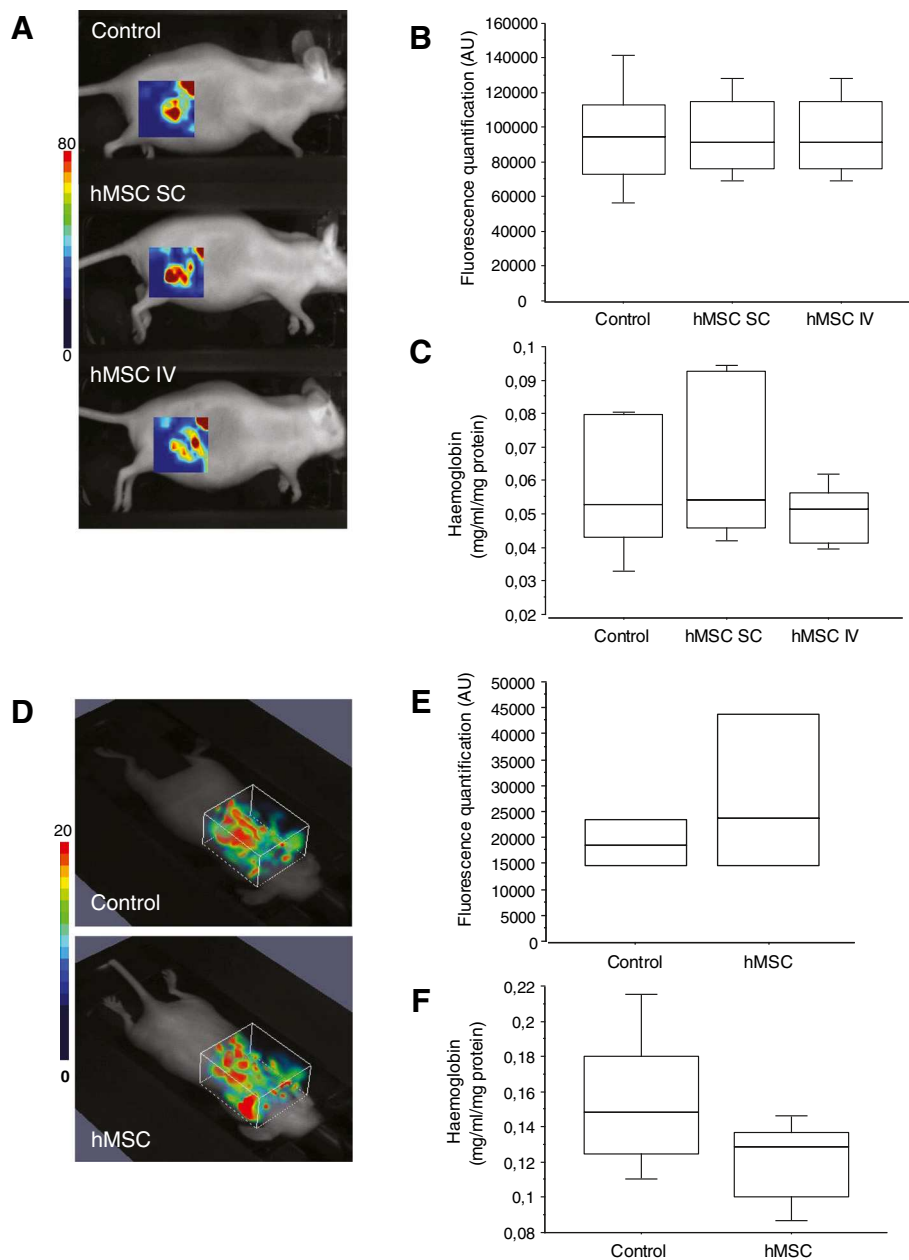 A
Control
80
hMSC SC
0
hMSC IV
B
Fluorescence quantification (AU)
160000
140000
120000
100000
80000
60000
40000
20000
0
Control hMSC SC hMSC IV
C
Haemoglobin
(mg/ml/mg protein)
0,1
0,09
0,08
0,07
0,06
0,05
0,04
0,03
0,02
Control hMSC SC hMSC IV
D
20
Control
0
hMSC
E
Fluorescence quantification (AU)
50000
45000
40000
35000
30000
25000
20000
15000
10000
5000
0
Control hMSC
F
Haemoglobin
(mg/ml/mg protein)
0,22
0,2
0,18
0,16
0,14
0,12
0,1
0,08
Control hMSC